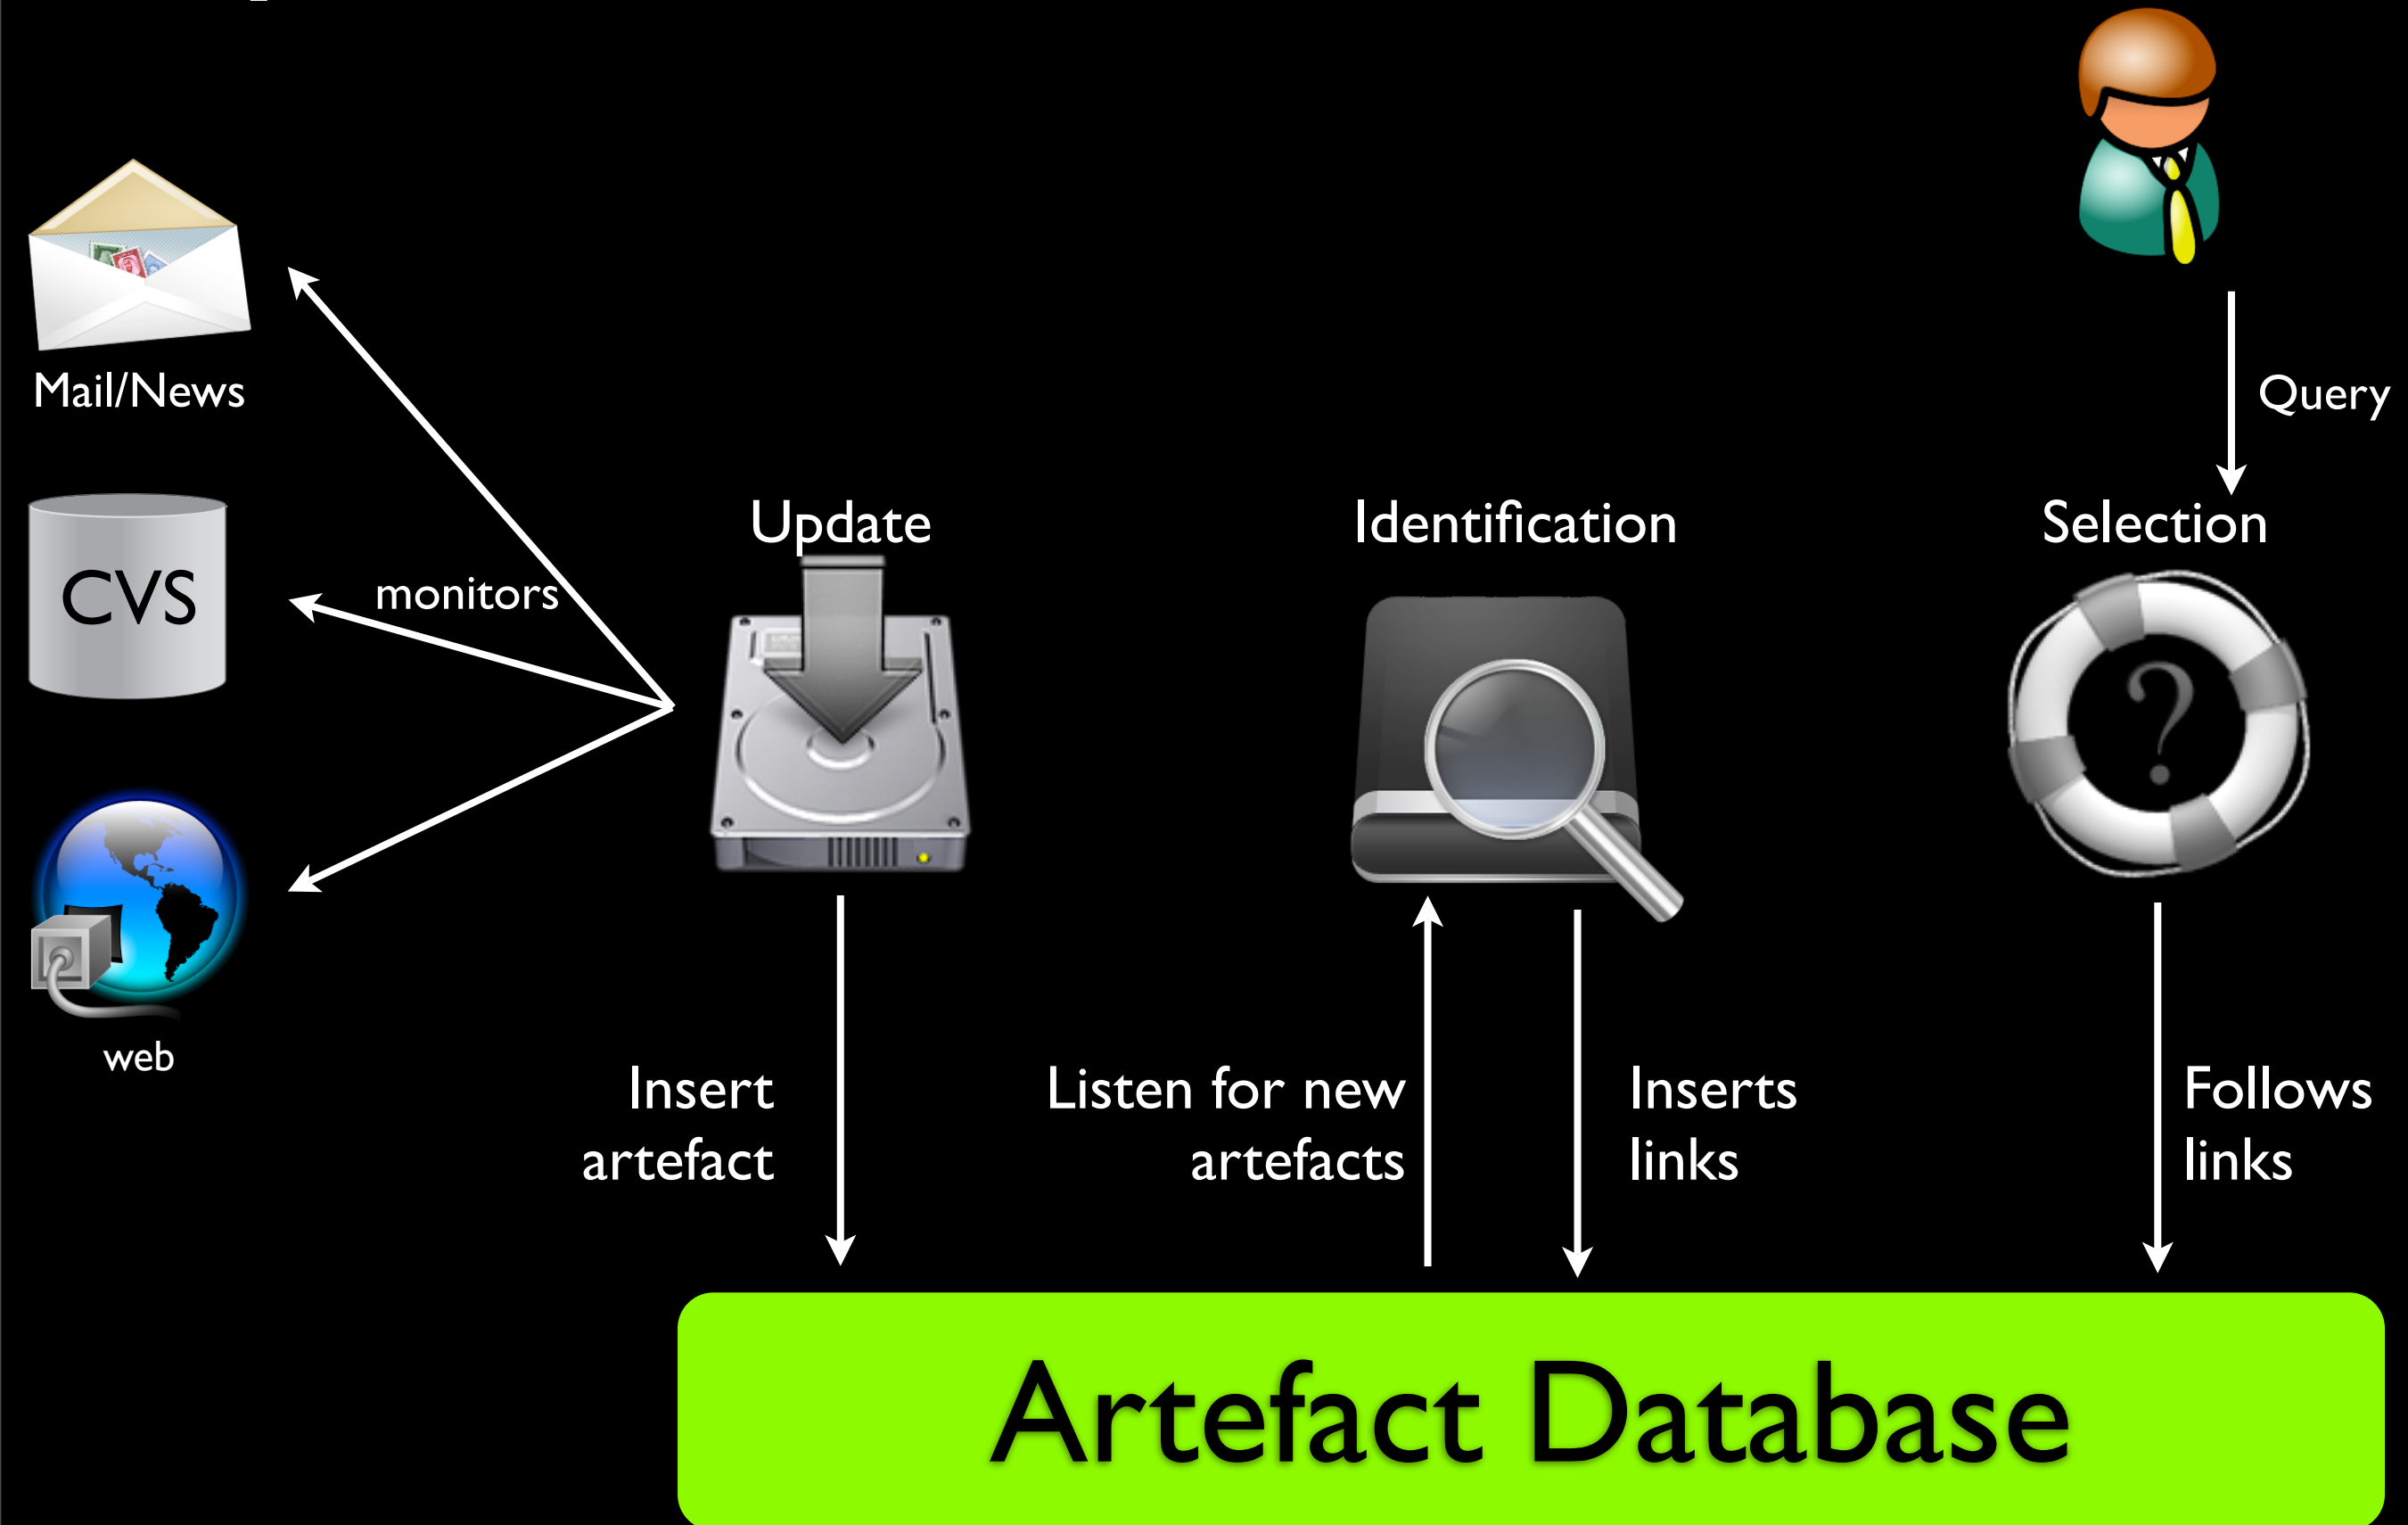 Mail/News
Query
Update
Identification
Selection
CVS
monitors
web
Insert
artefact
Listen for new
artefacts
Inserts
links
Follows
links
Artefact Database